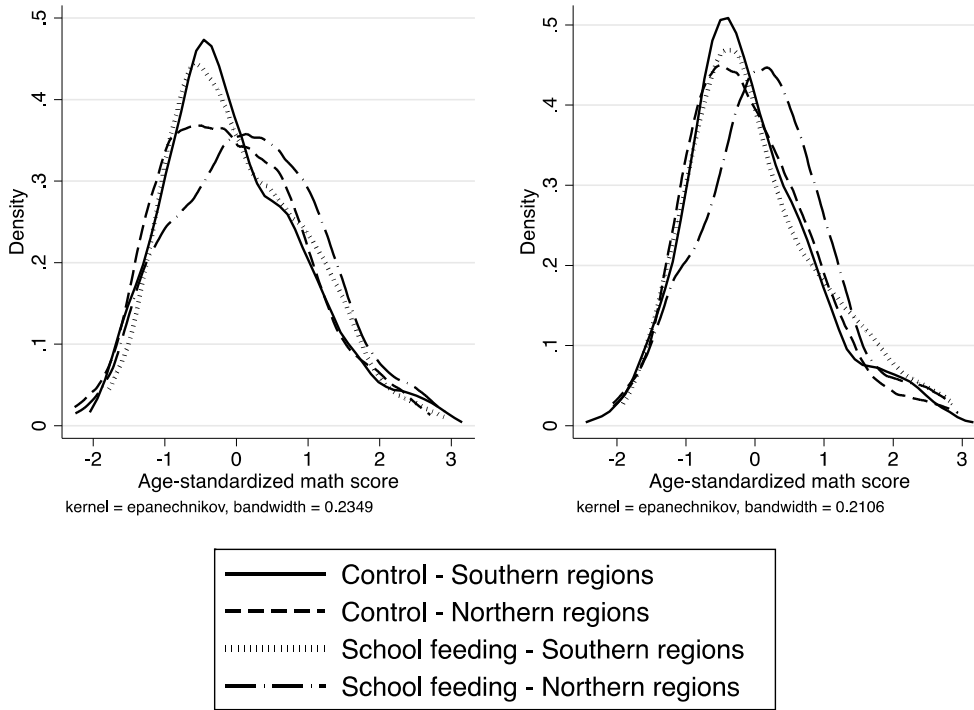 .5
.4
.3
.2
.1
0
Density
-2 -1 0 1 2 3
Age-standardized math score
kernel = epanechnikov, bandwidth = 0.2349
.5
.4
.3
.2
.1
0
Density
-2 -1 0 1 2 3
Age-standardized math score
kernel = epanechnikov, bandwidth = 0.2106
Control - Southern regions
Control - Northern regions
School feeding - Southern regions
School feeding - Northern regions